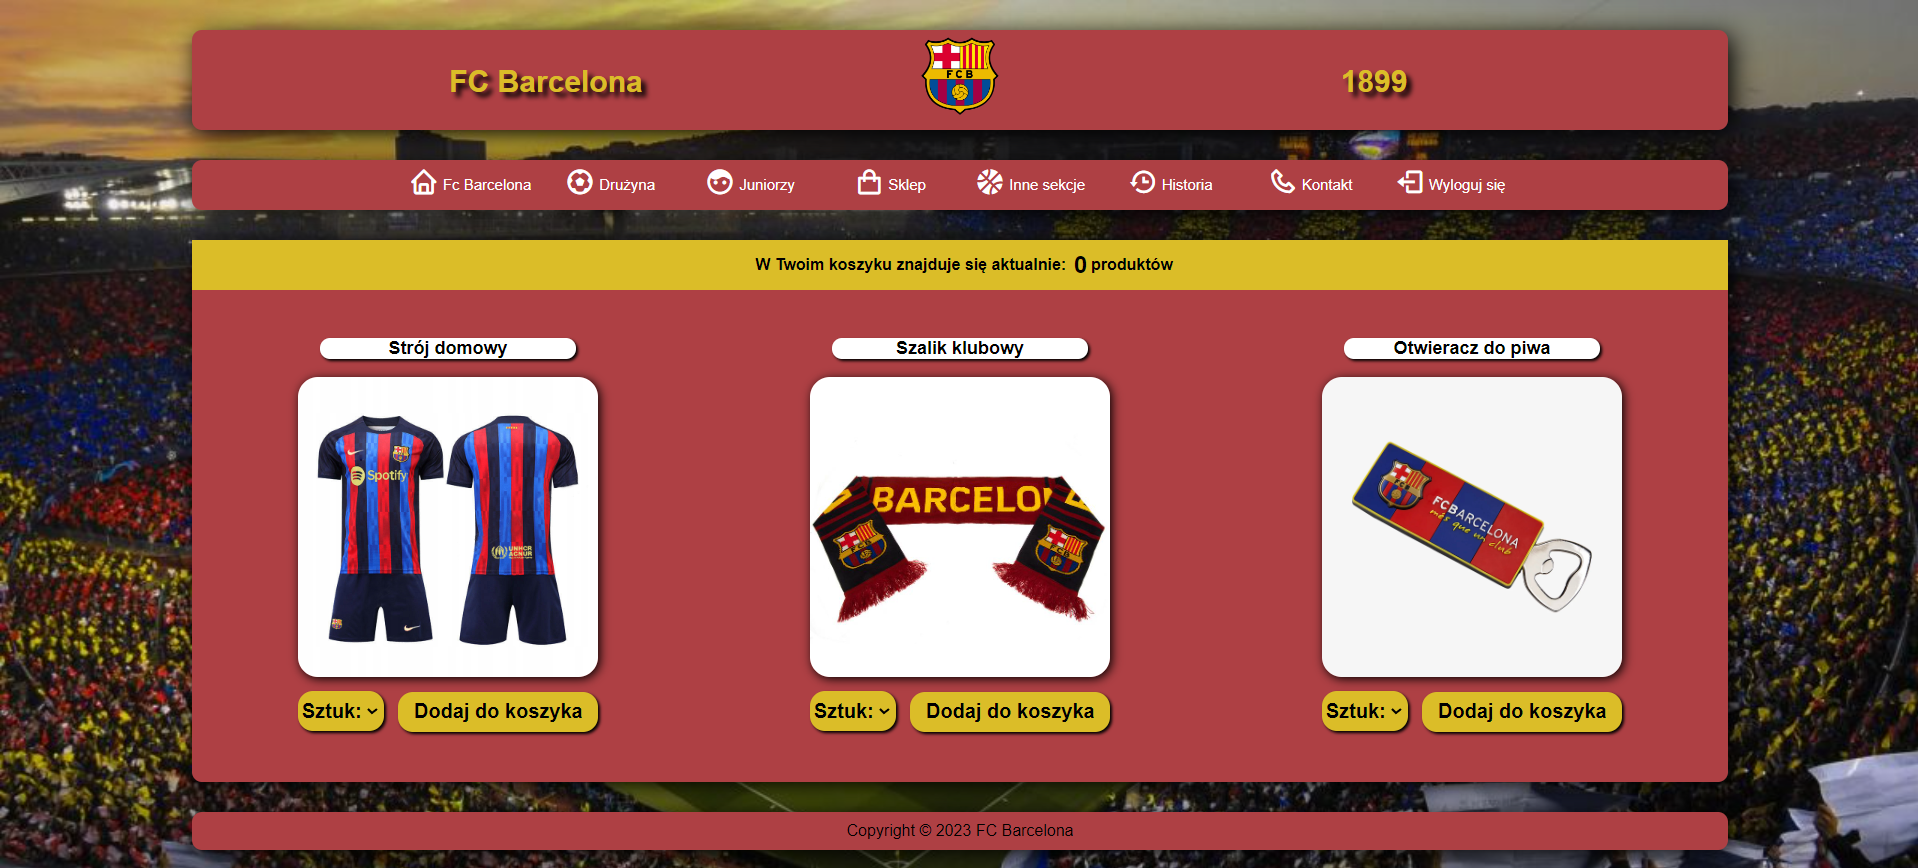 FC Barcelona
FCB
1899
Fc Barcelona
Drużyna
Juniorzy
Sklep
Inne sekcje
Historia
Kontakt
Wyloguj się
W Twoim koszyku znajduje się aktualnie: 0 produktów
Strój domowy
Szalik klubowy
Otwieracz do piwa
Spotify
UNHCR
ACNUR
BARCELO
FCBARCELONA
més que un club
Sztuk:
Dodaj do koszyka
Sztuk:
Dodaj do koszyka
Sztuk:
Dodaj do koszyka
Copyright © 2023 FC Barcelona